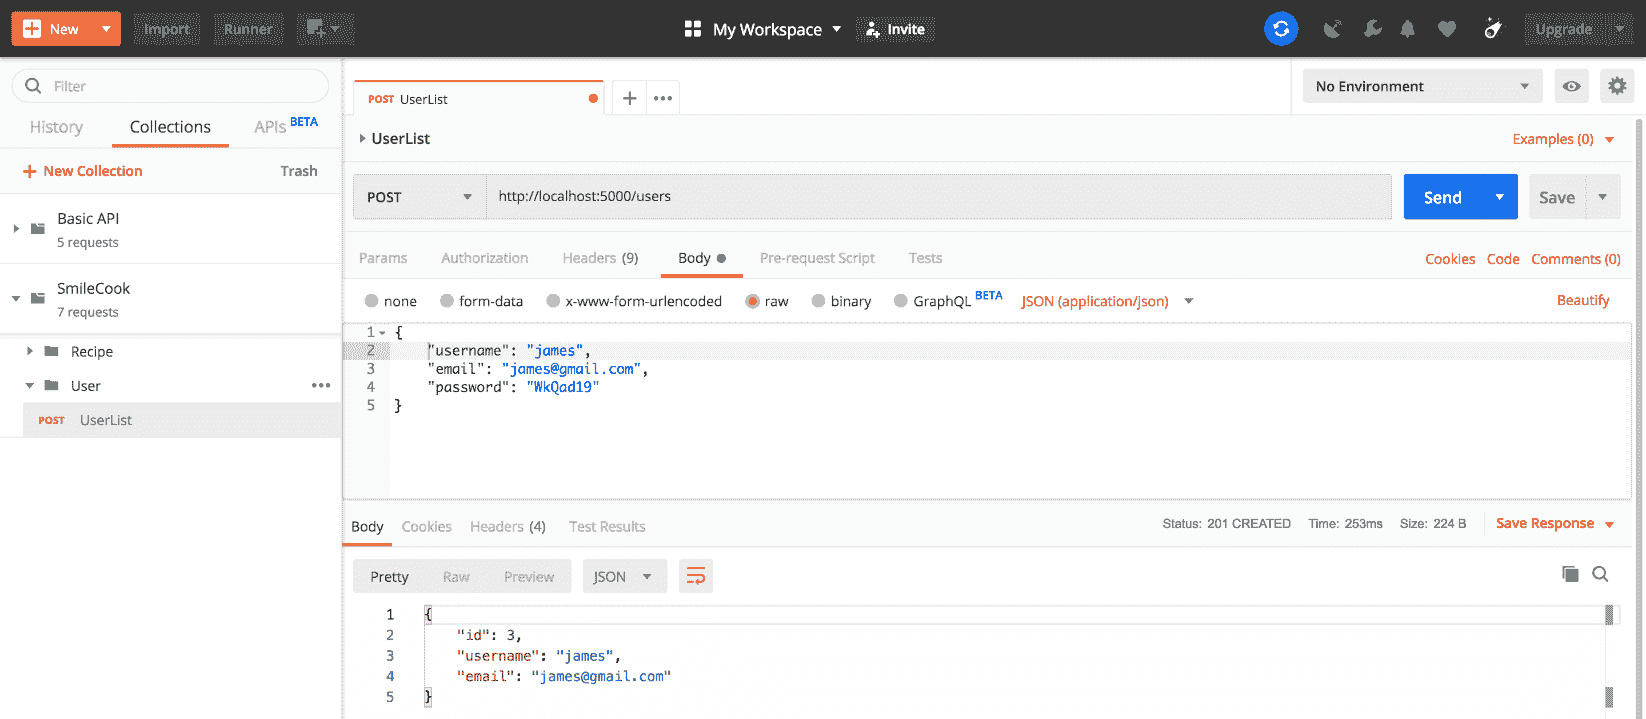 New Import Runner My Workspace Invite Upgrade
Filter
History Collections APIs BETA
New Collection Trash
Basic API
5 requests
SmileCook
7 requests
Recipe
User
POST UserList
POST UserList
No Environment
UserList
Examples (0)
POST http://localhost:5000/users Send Save
Params Authorization Headers (9) Body Pre-request Script Tests Cookies Code Comments (0)
none form-data x-www-form-urlencoded raw binary GraphQL BETA JSON (application/json) Beautify
1 {
2 "username": "james",
3 "email": "james@gmail.com",
4 "password": "WkQad19"
5 }
Body Cookies Headers (4) Test Results Status: 201 CREATED Time: 253ms Size: 224 B Save Response
Pretty Raw Preview JSON
1 {
2 "id": 3,
3 "username": "james",
4 "email": "james@gmail.com"
5 }